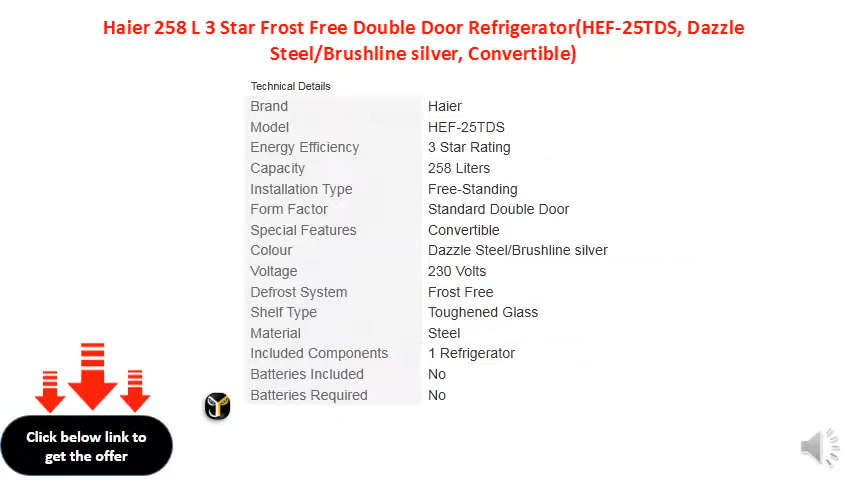 Haier 258 L 3 Star Frost Free Double Door Refrigerator(HEF-25TDS, Dazzle
Steel/Brushline silver, Convertible)
Technical Details
Brand Haier
Model HEF-25TDS
Energy Efficiency 3 Star Rating
Capacity 258 Liters
Installation Type Free-Standing
Form Factor Standard Double Door
Special Features Convertible
Colour Dazzle Steel/Brushline silver
Voltage 230 Volts
Defrost System Frost Free
Shelf Type Toughened Glass
Material Steel
Included Components 1 Refrigerator
Batteries Included No
Batteries Required No
Click below link to
get the offer